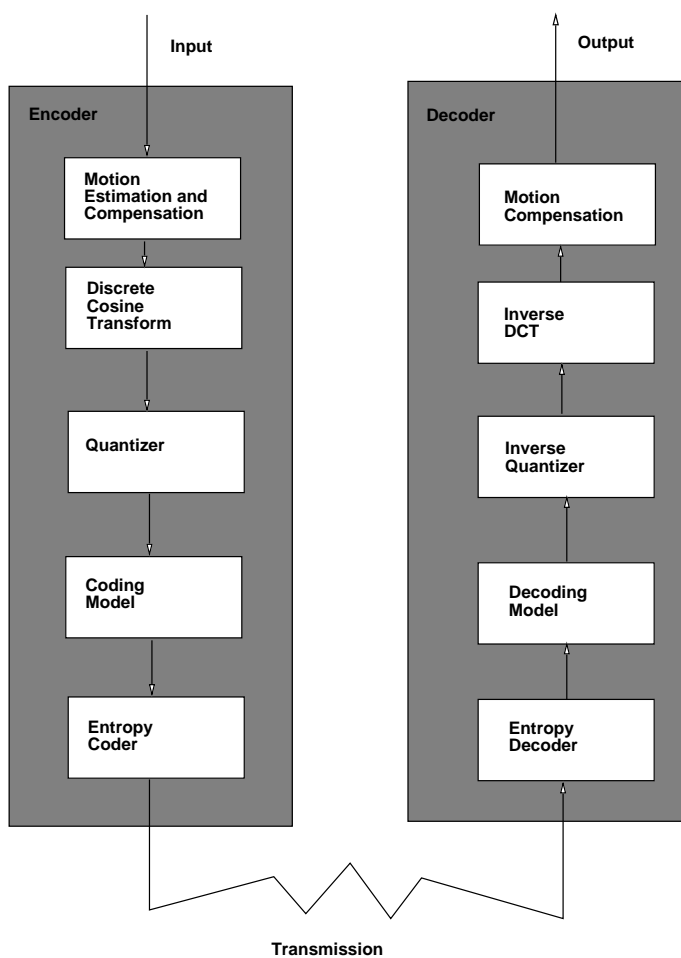 Input
Encoder
Motion
Estimation and
Compensation
Discrete
Cosine
Transform
Quantizer
Coding
Model
Entropy
Coder
Output
Decoder
Motion
Compensation
Inverse
DCT
Inverse
Quantizer
Decoding
Model
Entropy
Decoder
Transmission